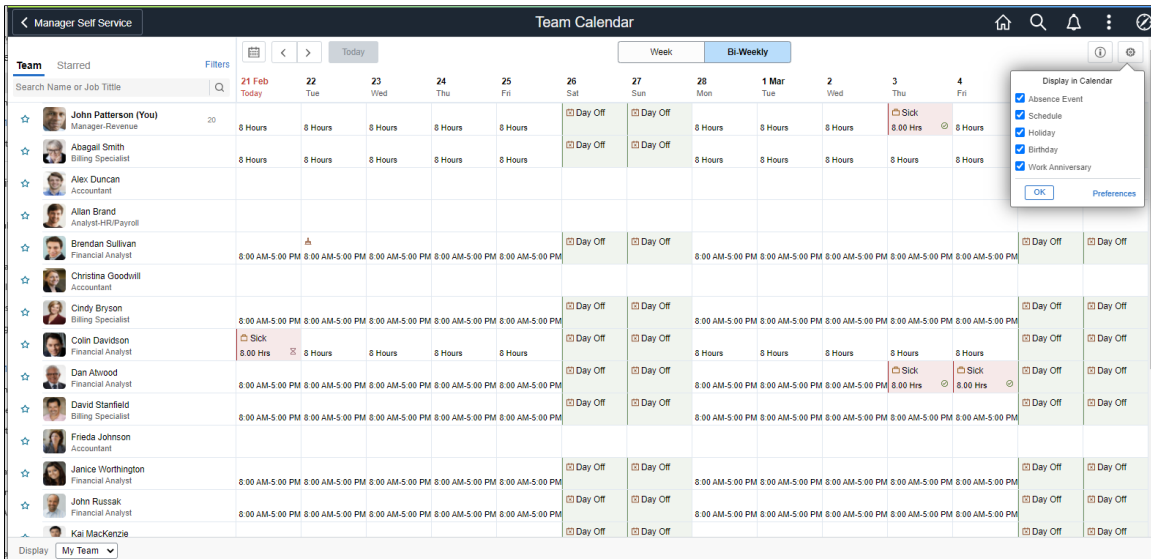 Manager Self Service
Team Calendar
Today
Week
Bi-Weekly
Team
Starred
Filters
Search Name or Job Tittle
21 Feb 22 23 24 25 26 27 28 1 Mar 2 3 4
Today Tue Wed Thu Fri Sat Sun Mon Tue Wed Thu Fri
Display in Calendar
Absence Event
Schedule
Holiday
Birthday
Work Anniversary
OK
Preferences
John Patterson (You)
Manager-Revenue
20
Day Off Day Off Sick
8 Hours 8 Hours 8 Hours 8 Hours 8 Hours 8 Hours 8 Hours 8 Hours 8.00 Hrs 8 Hours
Abagail Smith
Billing Specialist
Day Off Day Off
8 Hours 8 Hours 8 Hours 8 Hours 8 Hours 8 Hours 8 Hours 8 Hours 8 Hours 8 Hours
Alex Duncan
Accountant
Allan Brand
Analyst-HR/Payroll
Brendan Sullivan
Financial Analyst
Day Off Day Off Day Off Day Off
8:00 AM-5:00 PM 8:00 AM-5:00 PM 8:00 AM-5:00 PM 8:00 AM-5:00 PM 8:00 AM-5:00 PM 8:00 AM-5:00 PM 8:00 AM-5:00 PM 8:00 AM-5:00 PM 8:00 AM-5:00 PM 8:00 AM-5:00 PM
Christina Goodwill
Accountant
Cindy Bryson
Billing Specialist
Day Off Day Off Day Off Day Off
8:00 AM-5:00 PM 8:00 AM-5:00 PM 8:00 AM-5:00 PM 8:00 AM-5:00 PM 8:00 AM-5:00 PM 8:00 AM-5:00 PM 8:00 AM-5:00 PM 8:00 AM-5:00 PM 8:00 AM-5:00 PM 8:00 AM-5:00 PM
Colin Davidson
Financial Analyst
Sick Day Off Day Off Day Off Day Off
8.00 Hrs 8 Hours 8 Hours 8 Hours 8 Hours 8 Hours 8 Hours 8 Hours 8 Hours 8 Hours
Dan Atwood
Financial Analyst
Day Off Day Off Sick Sick Day Off Day Off
8:00 AM-5:00 PM 8:00 AM-5:00 PM 8:00 AM-5:00 PM 8:00 AM-5:00 PM 8:00 AM-5:00 PM 8:00 AM-5:00 PM 8:00 AM-5:00 PM 8:00 AM-5:00 PM 8.00 Hrs 8.00 Hrs
David Stanfield
Billing Specialist
Day Off Day Off Day Off Day Off
8:00 AM-5:00 PM 8:00 AM-5:00 PM 8:00 AM-5:00 PM 8:00 AM-5:00 PM 8:00 AM-5:00 PM 8:00 AM-5:00 PM 8:00 AM-5:00 PM 8:00 AM-5:00 PM 8:00 AM-5:00 PM 8:00 AM-5:00 PM
Frieda Johnson
Accountant
Janice Worthington
Financial Analyst
Day Off Day Off Day Off Day Off
8:00 AM-5:00 PM 8:00 AM-5:00 PM 8:00 AM-5:00 PM 8:00 AM-5:00 PM 8:00 AM-5:00 PM 8:00 AM-5:00 PM 8:00 AM-5:00 PM 8:00 AM-5:00 PM 8:00 AM-5:00 PM 8:00 AM-5:00 PM
John Russak
Financial Analyst
Day Off Day Off Day Off Day Off
8:00 AM-5:00 PM 8:00 AM-5:00 PM 8:00 AM-5:00 PM 8:00 AM-5:00 PM 8:00 AM-5:00 PM 8:00 AM-5:00 PM 8:00 AM-5:00 PM 8:00 AM-5:00 PM 8:00 AM-5:00 PM 8:00 AM-5:00 PM
Kai MacKenzie
Day Off Day Off Day Off Day Off
Display My Team